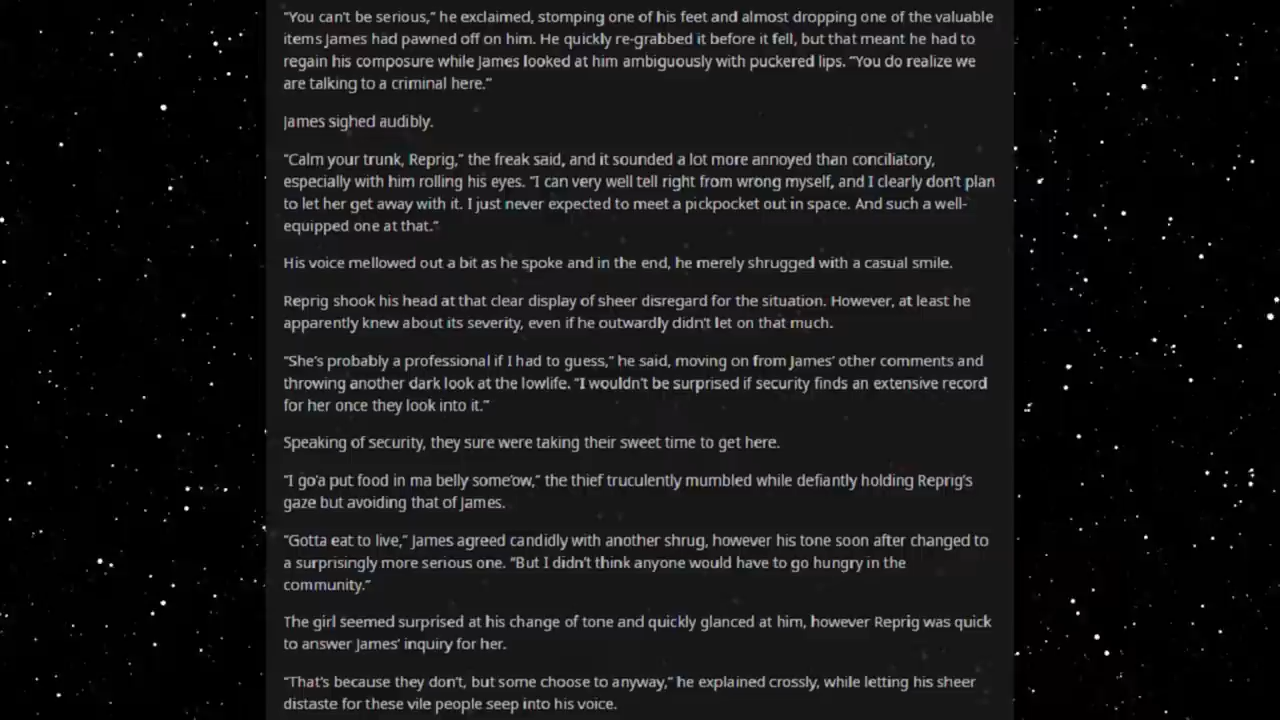 “You can’t be serious,” he exclaimed, stomping one of his feet and almost dropping one of the valuable
items James had pawned off on him. He quickly re-grabbed it before it fell, but that meant he had to
regain his composure while James looked at him ambiguously with puckered lips. “You do realize we
are talking to a criminal here.”
James sighed audibly.
“Calm your trunk, Reprig,” the freak said, and it sounded a lot more annoyed than conciliatory,
especially with him rolling his eyes. “I can very well tell right from wrong myself, and I clearly don’t plan
to let her get away with it. I just never expected to meet a pickpocket out in space. And such a well-
equipped one at that.”
His voice mellowed out a bit as he spoke and in the end, he merely shrugged with a casual smile.
Reprig shook his head at that clear display of sheer disregard for the situation. However, at least he
apparently knew about its severity, even if he outwardly didn’t let on that much.
“She’s probably a professional if I had to guess,” he said, moving on from James’ other comments and
throwing another dark look at the lowlife. “I wouldn’t be surprised if security finds an extensive record
for her once they look into it.”
Speaking of security, they sure were taking their sweet time to get here.
“I go’a put food in ma belly some’ow,” the thief truculently mumbled while defiantly holding Reprig’s
gaze but avoiding that of James.
“Gotta eat to live,” James agreed candidly with another shrug, however his tone soon after changed to
a surprisingly more serious one. “But I didn’t think anyone would have to go hungry in the
community.”
The girl seemed surprised at his change of tone and quickly glanced at him, however Reprig was quick
to answer James’ inquiry for her.
“That’s because they don’t, but some choose to anyway,” he explained crossly, while letting his sheer
distaste for these vile people seep into his voice.